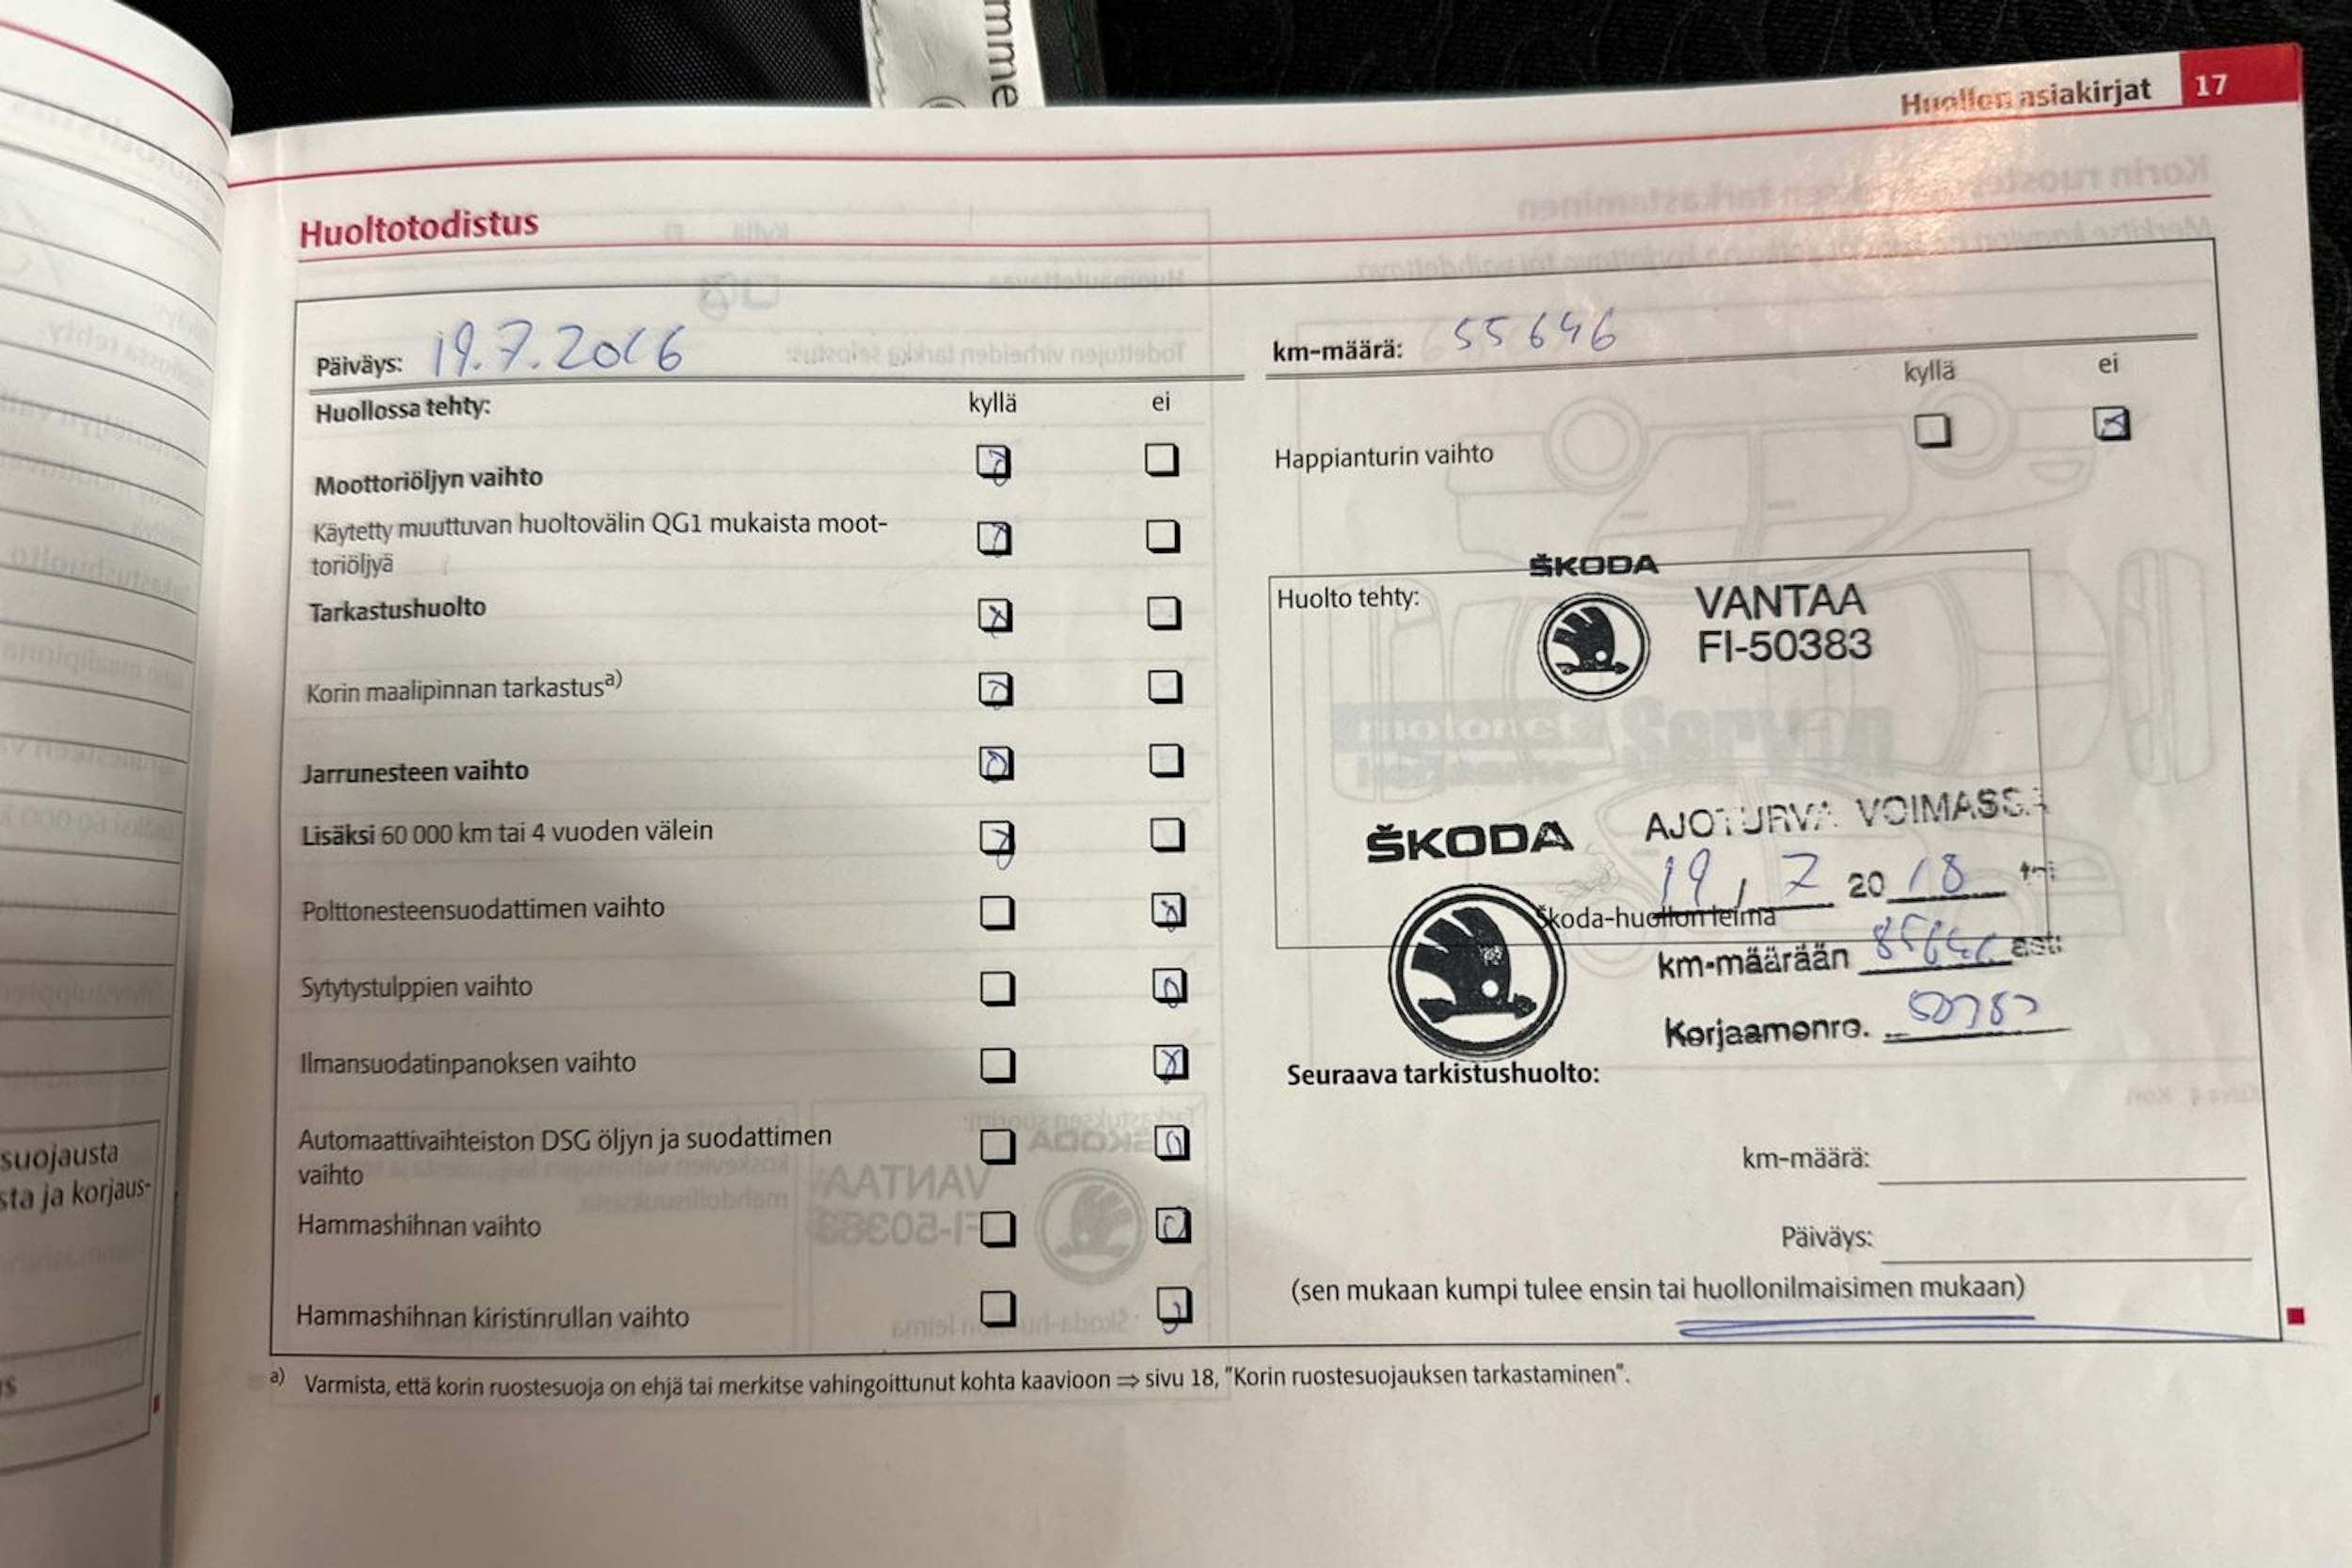 mme
Huollon asiakirjat 17
Huoltotodistus
Päiväys: 19.7.2016
km-määrä: 55646
Huollossa tehty: kyllä ei
Moottoriöljyn vaihto
Käytetty muuttuvan huoltovälin QG1 mukaista moot-
toriöljyä
Tarkastushuolto
Korin maalipinnan tarkastus a)
Jarrunesteen vaihto
Lisäksi 60 000 km tai 4 vuoden välein
Polttonesteensuodattimen vaihto
Sytytystulppien vaihto
Ilmansuodatinpanoksen vaihto
Automaattivaihteiston DSG öljyn ja suodattimen
vaihto
Hammashihnan vaihto
Hammashihnan kiristinrullan vaihto
kyllä ei
Happianturin vaihto
Huolto tehty:
ŠKODA
VANTAA
FI-50383
ŠKODA
AJOTURVA VOIMASSA
19 / 7 2018
Škoda-huollon leima
km-määrään 85646 asti
Korjaamonro. 50383
Seuraava tarkistushuolto:
km-määrä:
Päiväys:
(sen mukaan kumpi tulee ensin tai huollonilmaisimen mukaan)
a) Varmista, että korin ruostesuoja on ehjä tai merkitse vahingoittunut kohta kaavioon ⇒ sivu 18, "Korin ruostesuojauksen tarkastaminen".
suojausta
sta ja korjaus-